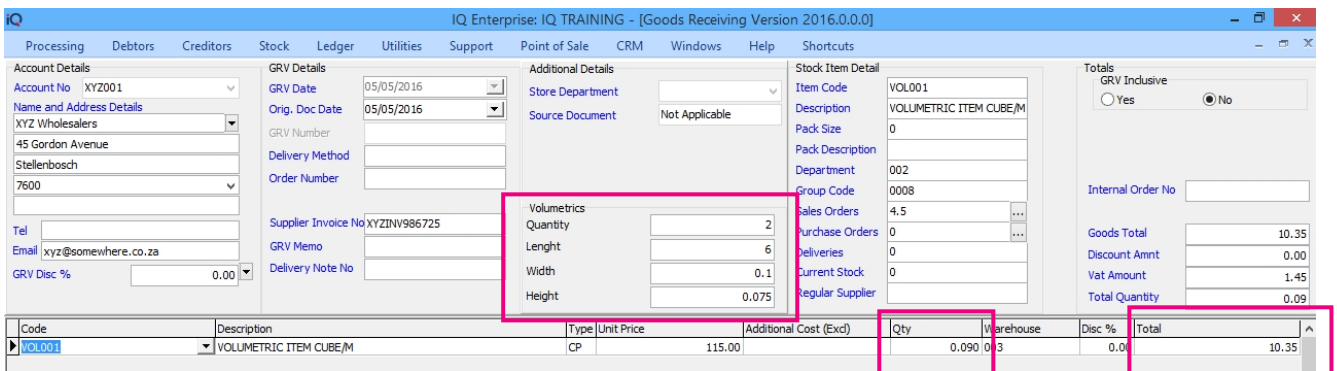 iQ IQ Enterprise: IQ TRAINING - [Goods Receiving Version 2016.0.0.0]
Processing Debtors Creditors Stock Ledger Utilities Support Point of Sale CRM Windows Help Shortcuts
Account Details
Account No XYZ001
Name and Address Details
XYZ Wholesalers
45 Gordon Avenue
Stellenbosch
7600
Tel
Email xyz@somewhere.co.za
GRV Disc % 0.00
GRV Details
GRV Date 05/05/2016
Orig. Doc Date 05/05/2016
GRV Number
Delivery Method
Order Number
Supplier Invoice No XYZINV986725
GRV Memo
Delivery Note No
Additional Details
Store Department
Source Document Not Applicable
Volumetrics
Quantity 2
Lenght 6
Width 0.1
Height 0.075
Stock Item Detail
Item Code VOL001
Description VOLUMETRIC ITEM CUBE/M
Pack Size 0
Pack Description
Department 002
Group Code 0008
Sales Orders 4.5 ...
Purchase Orders 0 ...
Deliveries 0
Current Stock 0
Regular Supplier
Totals
GRV Inclusive
Yes No
Internal Order No
Goods Total 10.35
Discount Amnt 0.00
Vat Amount 1.45
Total Quantity 0.09
Code Description Type Unit Price Additional Cost (Excl) Qty Warehouse Disc % Total
VOL001 VOLUMETRIC ITEM CUBE/M CP 115.00 0.090 003 0.00 10.35